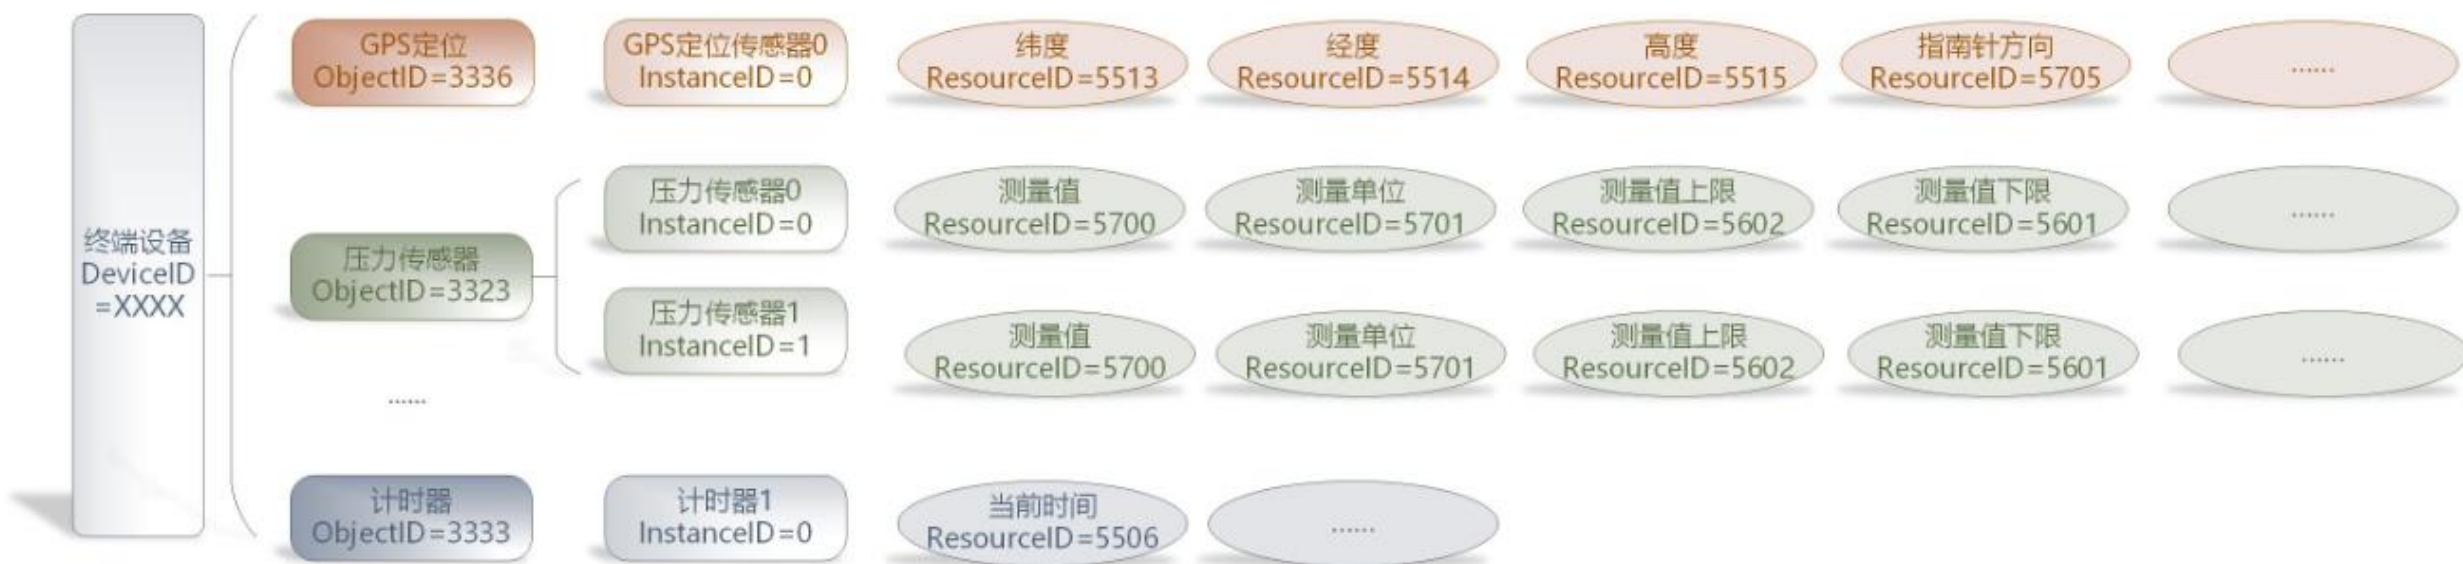 终端设备
DeviceID
=XXXX
GPS定位
ObjectID=3336
GPS定位传感器0
InstanceID=0
纬度
ResourceID=5513
经度
ResourceID=5514
高度
ResourceID=5515
指南针方向
ResourceID=5705
......
压力传感器
ObjectID=3323
压力传感器0
InstanceID=0
测量值
ResourceID=5700
测量单位
ResourceID=5701
测量值上限
ResourceID=5602
测量值下限
ResourceID=5601
......
压力传感器1
InstanceID=1
测量值
ResourceID=5700
测量单位
ResourceID=5701
测量值上限
ResourceID=5602
测量值下限
ResourceID=5601
......
......
计时器
ObjectID=3333
计时器1
InstanceID=0
当前时间
ResourceID=5506
......